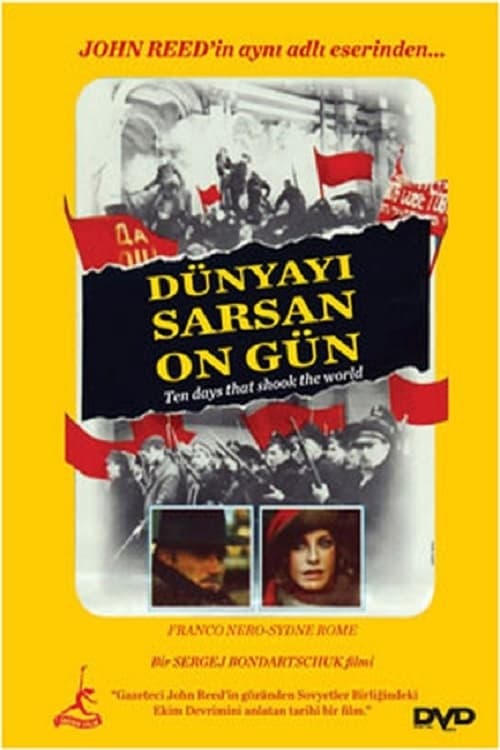 JOHN REED'in aynı adlı eserinden...
ДА
DÜNYAYI
SARSAN
ON GÜN
Ten days that shook the world
FRANCO NERO-SYDNE ROME
Bir SERGEJ BONDARTSCHUK filmi
"Gazeteci John Reed'in gözünden Sovyetler Birliğindeki
Ekim Devrimini anlatan tarihi bir film."
DVD